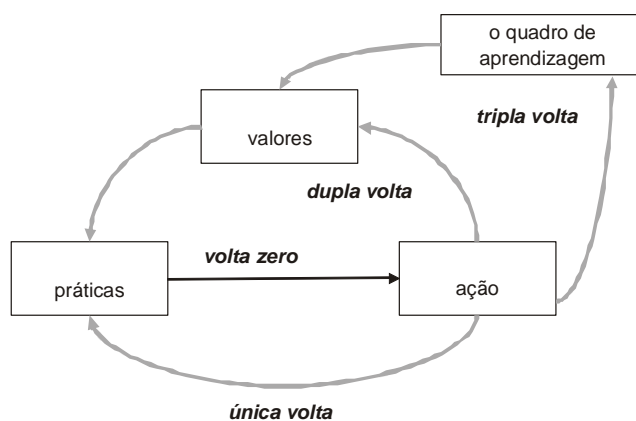 o quadro de
aprendizagem
tripla volta
valores
dupla volta
volta zero
práticas
ação
única volta